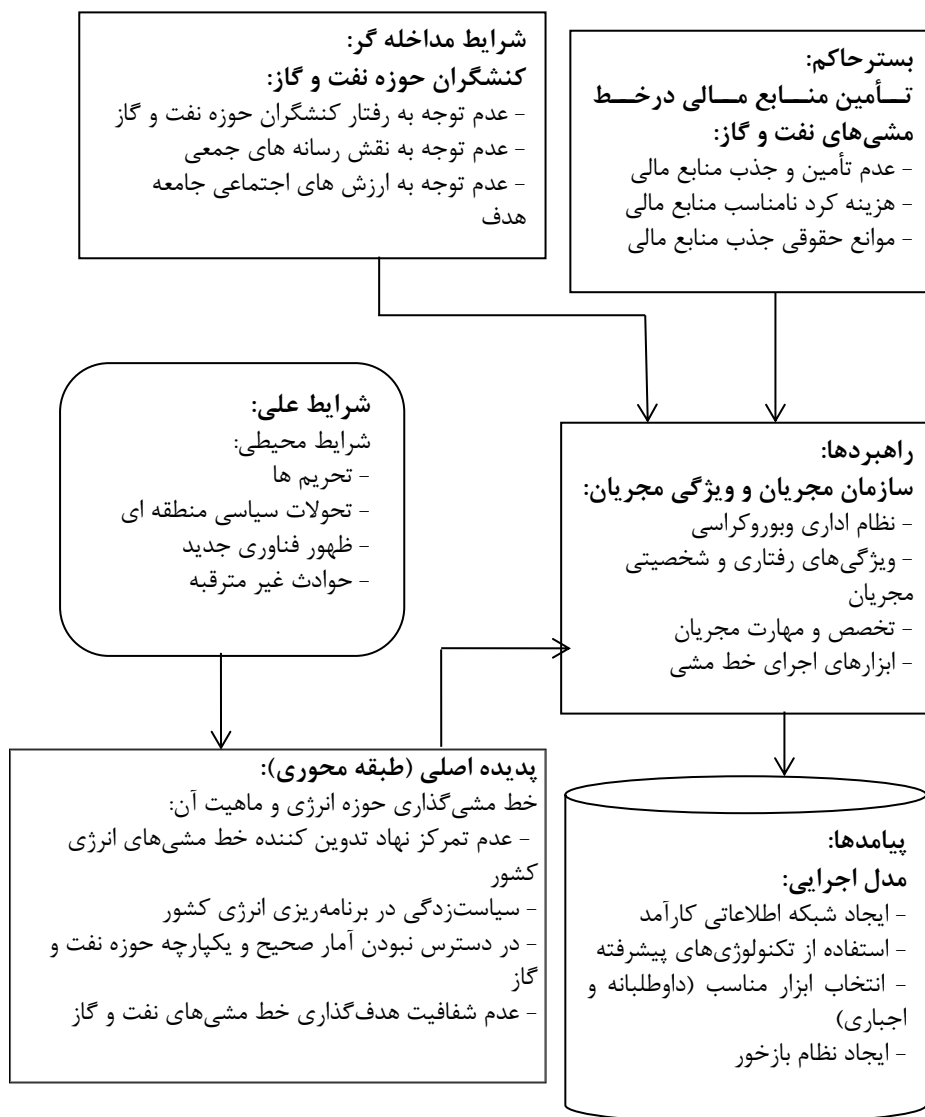 بسترحاکم:
تأمین منابع مالی درخط
مشی‌های نفت و گاز:
- عدم تأمین و جذب منابع مالی
- هزینه کرد نامناسب منابع مالی
- موانع حقوقی جذب منابع مالی
شرایط مداخله گر:
کنشگران حوزه نفت و گاز:
- عدم توجه به رفتار کنشگران حوزه نفت و گاز
- عدم توجه به نقش رسانه های جمعی
- عدم توجه به ارزش های اجتماعی جامعه
هدف
راهبردها:
سازمان مجریان و ویژگی مجریان:
- نظام اداری وبوروکراسی
- ویژگی‌های رفتاری و شخصیتی
مجریان
- تخصص و مهارت مجریان
- ابزارهای اجرای خط مشی
شرایط علی:
شرایط محیطی:
- تحریم ها
- تحولات سیاسی منطقه ای
- ظهور فناوری جدید
- حوادث غیر مترقبه
پدیده اصلی (طبقه محوری):
خط مشی‌گذاری حوزه انرژی و ماهیت آن:
- عدم تمرکز نهاد تدوین کننده خط مشی‌های انرژی
کشور
- سیاست‌زدگی در برنامه‌ریزی انرژی کشور
- در دسترس نبودن آمار صحیح و یکپارچه حوزه نفت و
گاز
- عدم شفافیت هدف‌گذاری خط مشی‌های نفت و گاز
پیامدها:
مدل اجرایی:
- ایجاد شبکه اطلاعاتی کارآمد
- استفاده از تکنولوژی‌های پیشرفته
- انتخاب ابزار مناسب (داوطلبانه و
اجباری)
- ایجاد نظام بازخور